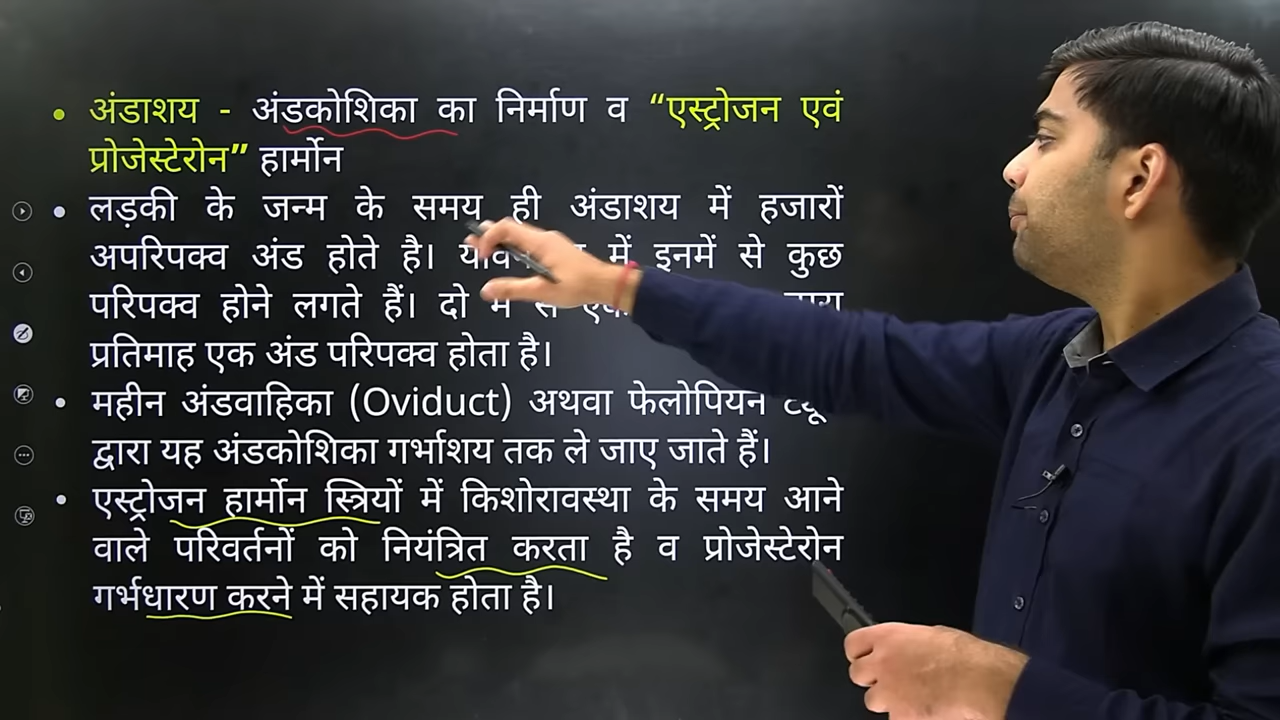 • अंडाशय - अंडकोशिका का निर्माण व “एस्ट्रोजन एवं
प्रोजेस्टेरोन” हार्मोन
• लड़की के जन्म के समय ही अंडाशय में हजारों
अपरिपक्व अंड होते है। में इनमें से कुछ
परिपक्व होने लगते हैं। दो में से
प्रतिमाह एक अंड परिपक्व होता है।
• महीन अंडवाहिका (Oviduct) अथवा फेलोपियन
द्वारा यह अंडकोशिका गर्भाशय तक ले जाए जाते हैं।
• एस्ट्रोजन हार्मोन स्त्रियों में किशोरावस्था के समय आने
वाले परिवर्तनों को नियंत्रित करता है व प्रोजेस्टेरोन
गर्भधारण करने में सहायक होता है।